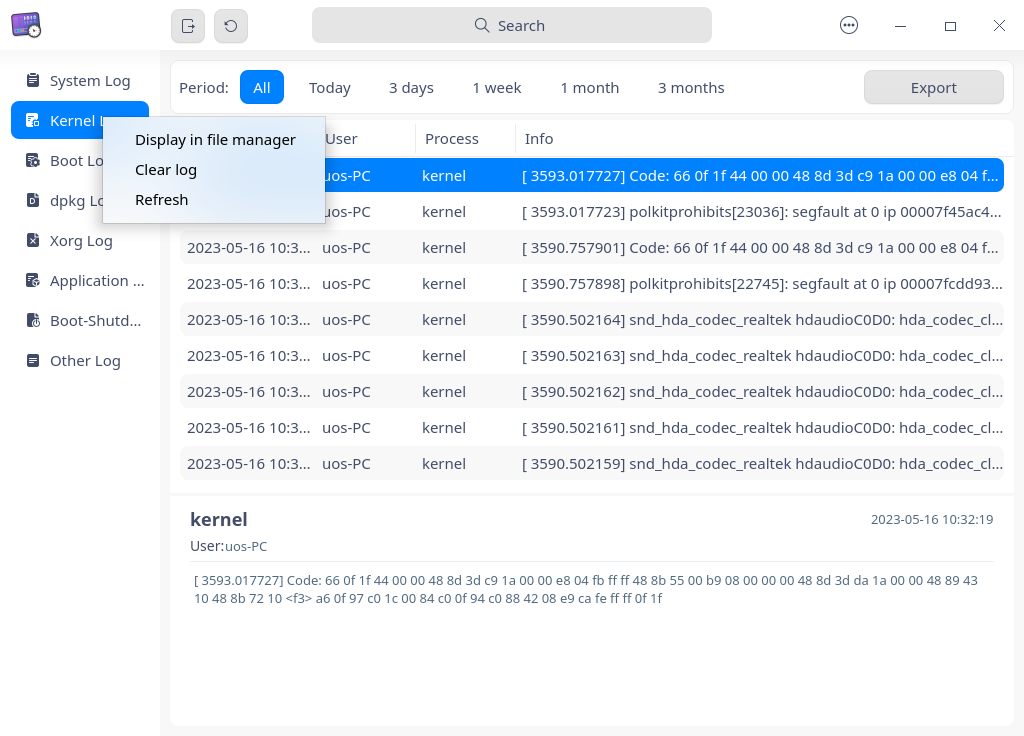 Search
System Log
Kernel L
Boot Lo
dpkg Lo
Xorg Log
Application ...
Boot-Shutd...
Other Log
Period: All Today 3 days 1 week 1 month 3 months Export
Display in file manager
Clear log
Refresh
User Process Info
uos-PC kernel [ 3593.017727] Code: 66 0f 1f 44 00 00 48 8d 3d c9 1a 00 00 e8 04 f...
uos-PC kernel [ 3593.017723] polkitprohibits[23036]: segfault at 0 ip 00007f45ac4...
2023-05-16 10:3... uos-PC kernel [ 3590.757901] Code: 66 0f 1f 44 00 00 48 8d 3d c9 1a 00 00 e8 04 f...
2023-05-16 10:3... uos-PC kernel [ 3590.757898] polkitprohibits[22745]: segfault at 0 ip 00007fcdd93...
2023-05-16 10:3... uos-PC kernel [ 3590.502164] snd_hda_codec_realtek hdaudioC0D0: hda_codec_cl...
2023-05-16 10:3... uos-PC kernel [ 3590.502163] snd_hda_codec_realtek hdaudioC0D0: hda_codec_cl...
2023-05-16 10:3... uos-PC kernel [ 3590.502162] snd_hda_codec_realtek hdaudioC0D0: hda_codec_cl...
2023-05-16 10:3... uos-PC kernel [ 3590.502161] snd_hda_codec_realtek hdaudioC0D0: hda_codec_cl...
2023-05-16 10:3... uos-PC kernel [ 3590.502159] snd_hda_codec_realtek hdaudioC0D0: hda_codec_cl...
kernel 2023-05-16 10:32:19
User:uos-PC
[ 3593.017727] Code: 66 0f 1f 44 00 00 48 8d 3d c9 1a 00 00 e8 04 fb ff ff 48 8b 55 00 b9 08 00 00 00 48 8d 3d da 1a 00 00 48 89 43
10 48 8b 72 10 <f3> a6 0f 97 c0 1c 00 84 c0 0f 94 c0 88 42 08 e9 ca fe ff ff 0f 1f